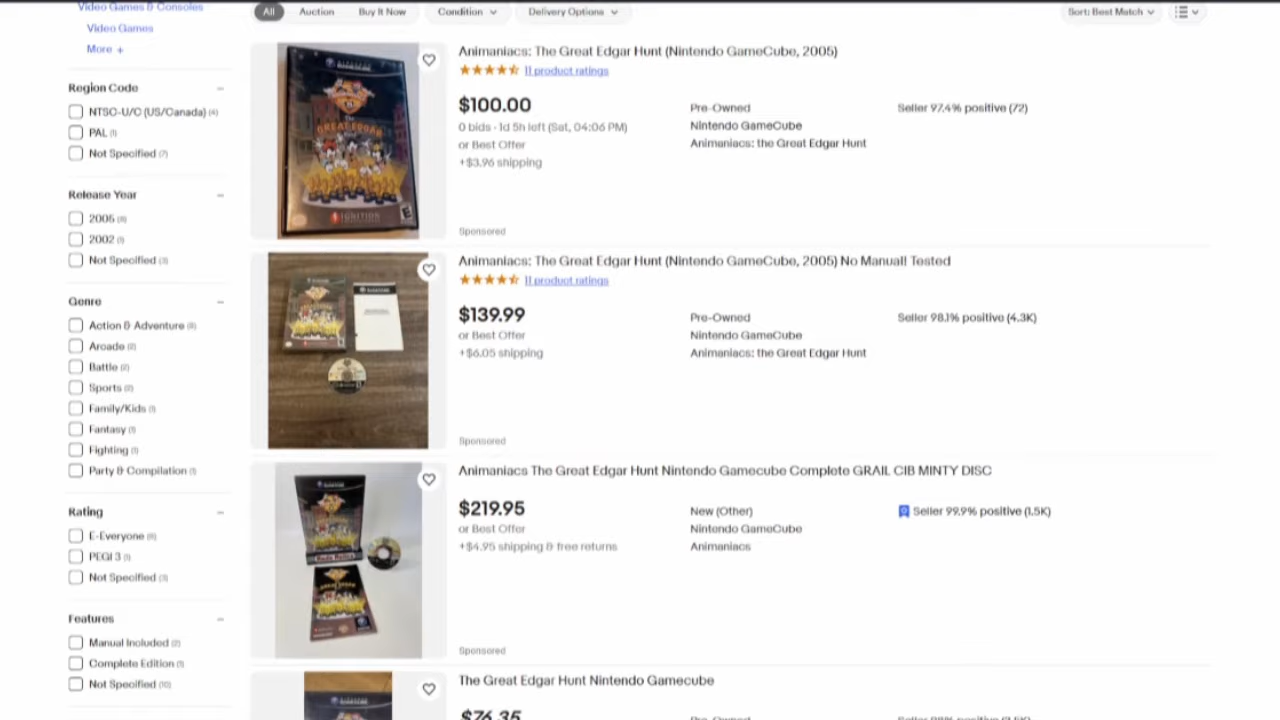 Video Games & Consoles
Video Games
More +
All
Auction
Buy It Now
Condition
Delivery Options
Sort: Best Match
Region Code
NTSC-U/C (US/Canada) (4)
PAL (1)
Not Specified (7)
Release Year
2005 (8)
2002 (1)
Not Specified (3)
Genre
Action & Adventure (8)
Arcade (2)
Battle (2)
Sports (2)
Family/Kids (1)
Fantasy (1)
Fighting (1)
Party & Compilation (1)
Rating
E-Everyone (8)
PEGI 3 (1)
Not Specified (3)
Features
Manual Included (2)
Complete Edition (1)
Not Specified (10)
Animaniacs: The Great Edgar Hunt (Nintendo GameCube, 2005)
11 product ratings
$100.00
0 bids · 1d 5h left (Sat, 04:06 PM)
or Best Offer
+$3.96 shipping
Pre-Owned
Nintendo GameCube
Animaniacs: the Great Edgar Hunt
Seller 97.4% positive (72)
Sponsored
The
GREAT EDGAR
IGNITION
E
Animaniacs: The Great Edgar Hunt (Nintendo GameCube, 2005) No Manual! Tested
11 product ratings
$139.99
or Best Offer
+$6.05 shipping
Pre-Owned
Nintendo GameCube
Animaniacs: the Great Edgar Hunt
Seller 98.1% positive (4.3K)
Sponsored
Animaniacs The Great Edgar Hunt Nintendo Gamecube Complete GRAIL CIB MINTY DISC
$219.95
or Best Offer
+$4.95 shipping & free returns
New (Other)
Nintendo GameCube
Animaniacs
Seller 99.9% positive (1.5K)
Sponsored
The Great Edgar Hunt Nintendo Gamecube
$76.35
Pre-Owned